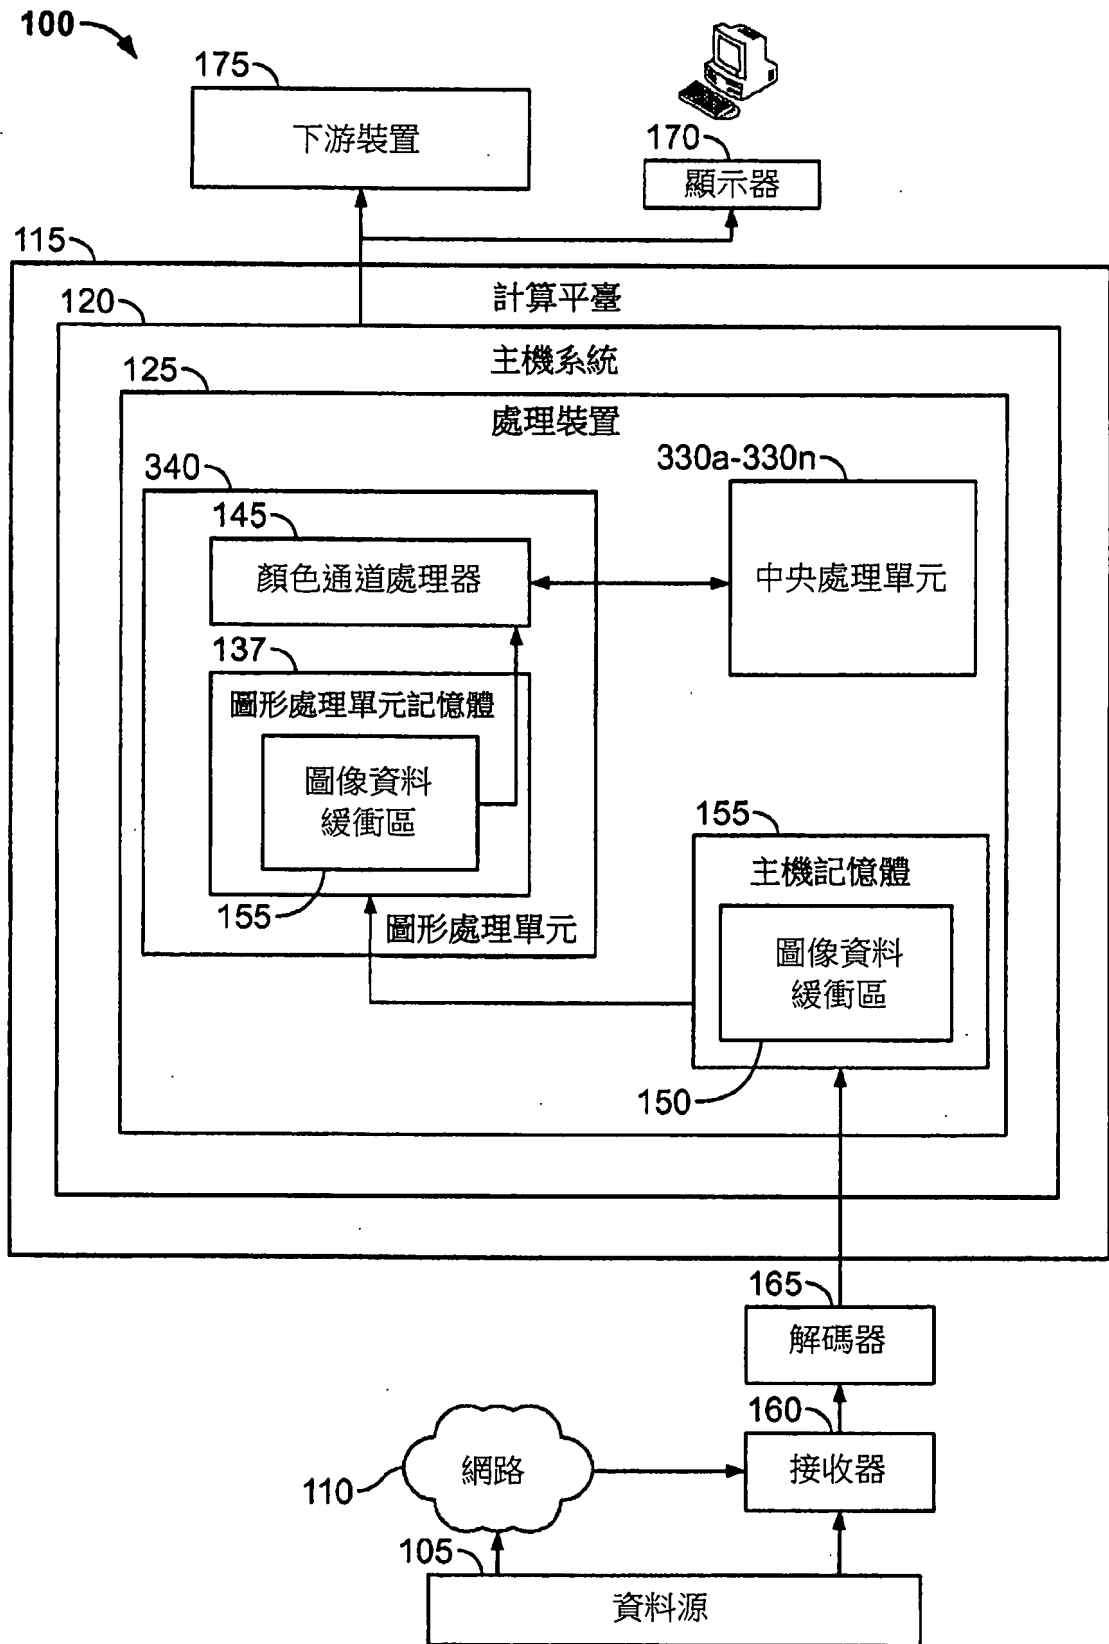 100
175
下游裝置
170
顯示器
115
計算平臺
120
主機系統
125
處理裝置
340
330a-330n
145
顏色通道處理器
中央處理單元
137
圖形處理單元記憶體
圖像資料
緩衝區
155
圖形處理單元
155
主機記憶體
圖像資料
緩衝區
150
165
解碼器
160
接收器
網路
110
105
資料源